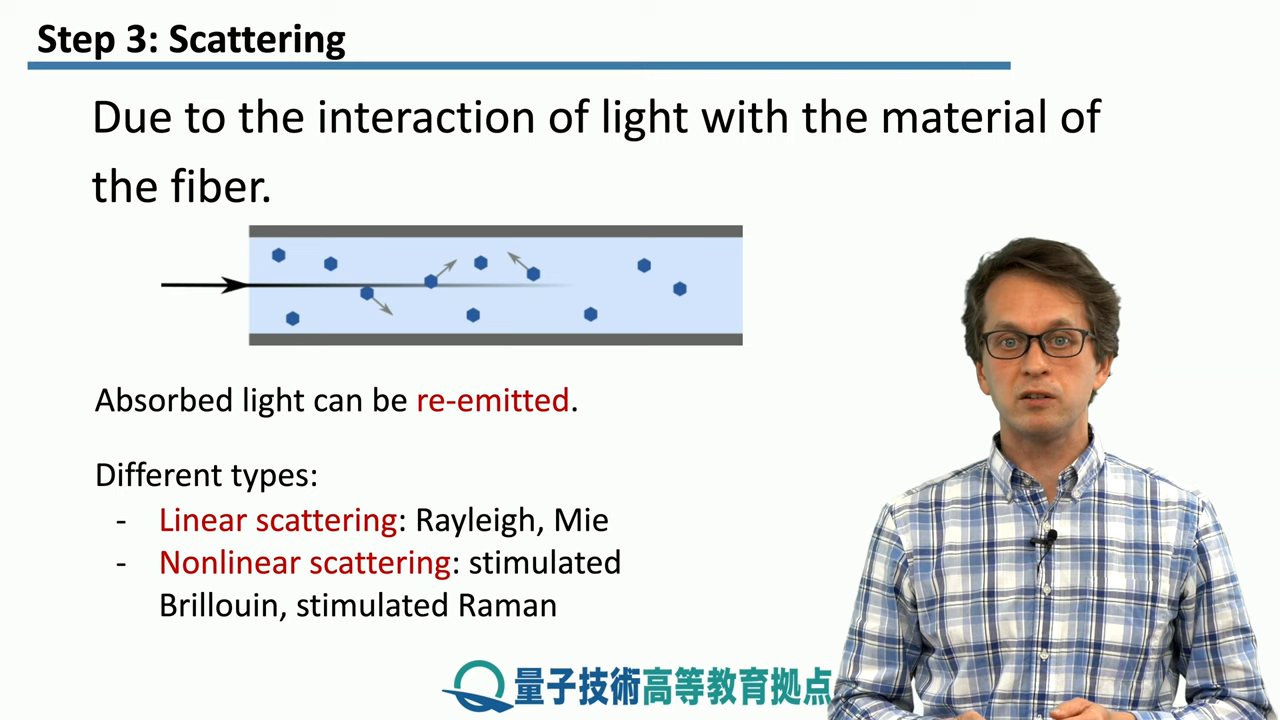 Step 3: Scattering
Due to the interaction of light with the material of
the fiber.
Absorbed light can be re-emitted.
Different types:
- Linear scattering: Rayleigh, Mie
- Nonlinear scattering: stimulated
Brillouin, stimulated Raman
量子技術高等教育拠点